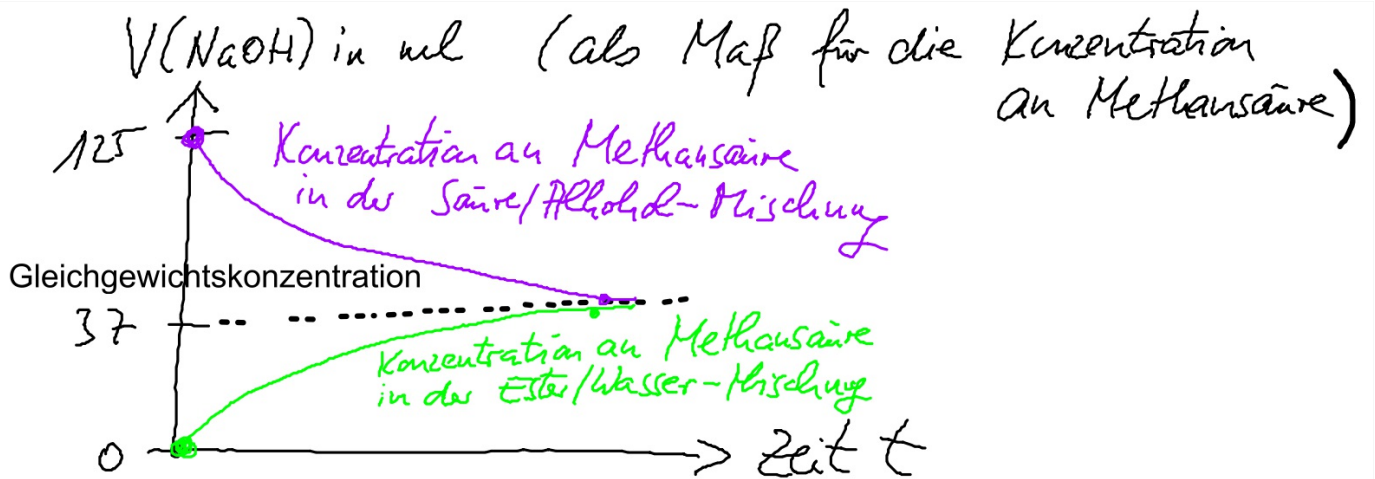 V(NaOH) in ml (als Maß für die Konzentration
an Methansäure)
125
Konzentration an Methansäure
in der Säure/Alkohol-Mischung
Gleichgewichtskonzentration
37
Konzentration an Methansäure
in der Ester/Wasser-Mischung
0
Zeit t